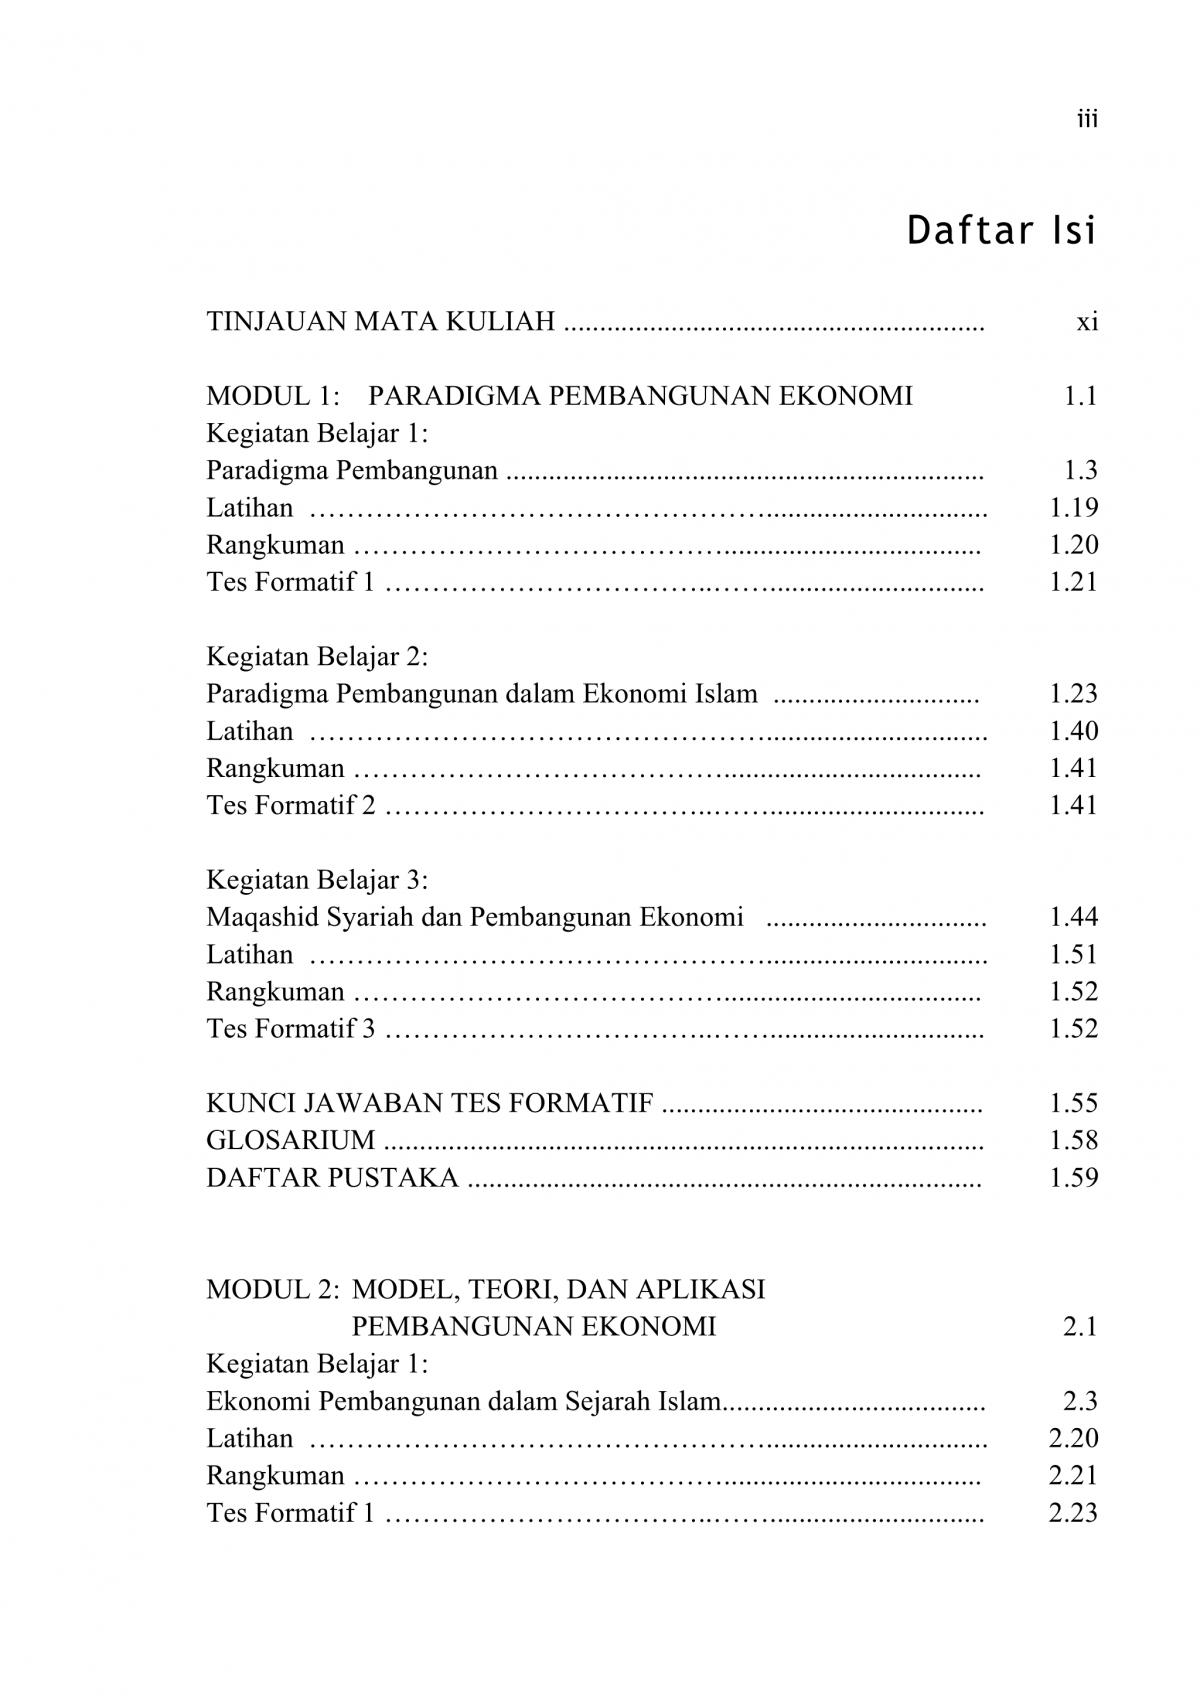 iii
Daftar Isi
TINJAUAN MATA KULIAH ........................................................... xi
MODUL 1: PARADIGMA PEMBANGUNAN EKONOMI 1.1
Kegiatan Belajar 1:
Paradigma Pembangunan ................................................................... 1.3
Latihan ………………………………………….............................. 1.19
Rangkuman …………………………………................................... 1.20
Tes Formatif 1 ……………………………..……............................. 1.21
Kegiatan Belajar 2:
Paradigma Pembangunan dalam Ekonomi Islam ............................. 1.23
Latihan ………………………………………….............................. 1.40
Rangkuman …………………………………................................... 1.41
Tes Formatif 2 ……………………………..……............................. 1.41
Kegiatan Belajar 3:
Maqashid Syariah dan Pembangunan Ekonomi ............................... 1.44
Latihan ………………………………………….............................. 1.51
Rangkuman …………………………………................................... 1.52
Tes Formatif 3 ……………………………..……............................. 1.52
KUNCI JAWABAN TES FORMATIF ............................................. 1.55
GLOSARIUM .................................................................................... 1.58
DAFTAR PUSTAKA ........................................................................ 1.59
MODUL 2: MODEL, TEORI, DAN APLIKASI
PEMBANGUNAN EKONOMI 2.1
Kegiatan Belajar 1:
Ekonomi Pembangunan dalam Sejarah Islam..................................... 2.3
Latihan ………………………………………….............................. 2.20
Rangkuman …………………………………................................... 2.21
Tes Formatif 1 ……………………………..……............................. 2.23